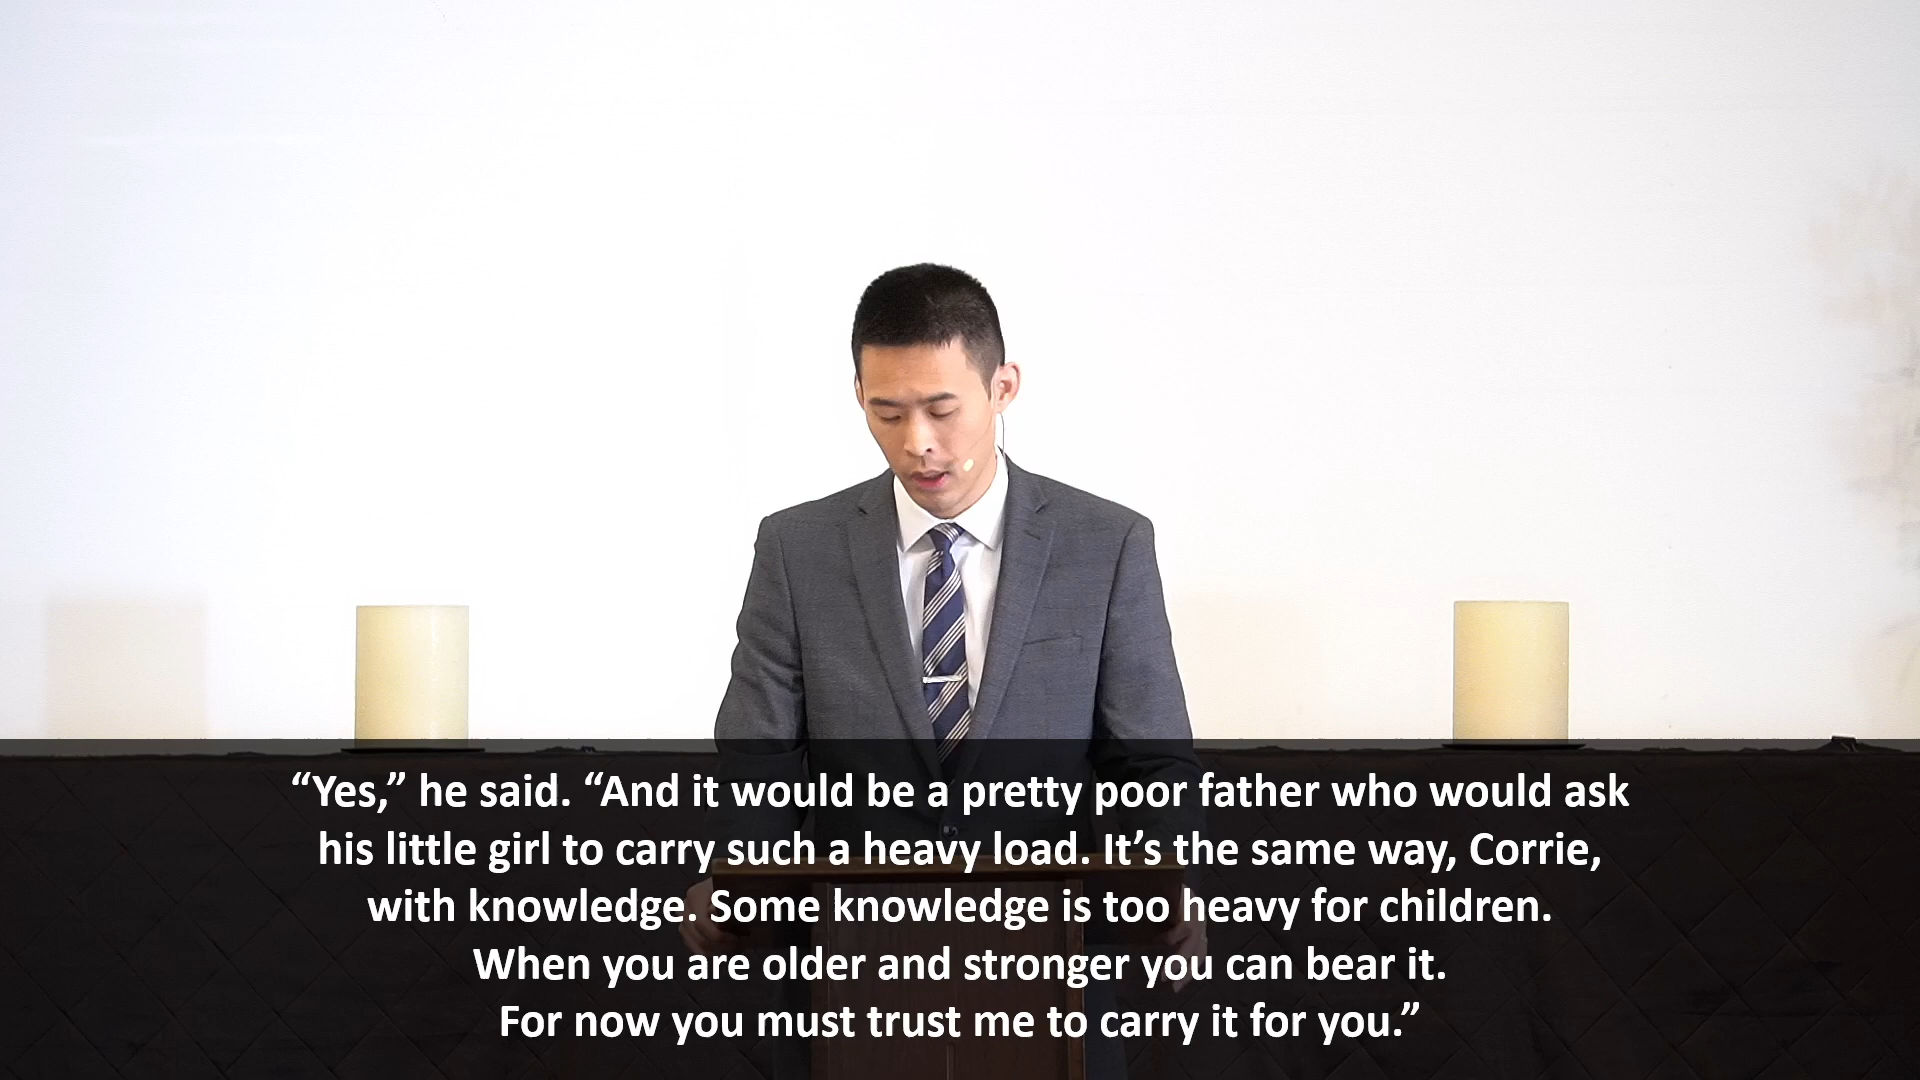 “Yes,” he said. “And it would be a pretty poor father who would ask
his little girl to carry such a heavy load. It’s the same way, Corrie,
with knowledge. Some knowledge is too heavy for children.
When you are older and stronger you can bear it.
For now you must trust me to carry it for you.”